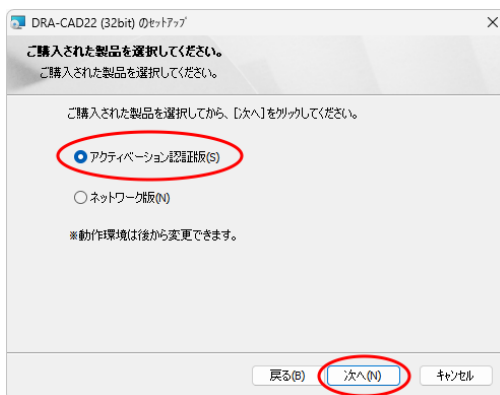 DRA-CAD22 (32bit) のｾｯﾄｱｯﾌﾟ
ご購入された製品を選択してください。
ご購入された製品を選択してください。
ご購入された製品を選択してから、[次へ]をｸﾘｯｸしてください。
アクティベーション認証版(S)
ネットワーク版(N)
※動作環境は後から変更できます。
戻る(B)
次へ(N)
ｷｬﾝｾﾙ